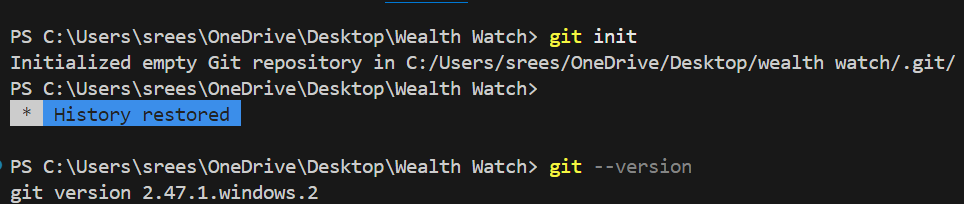 PS C:\Users\srees\OneDrive\Desktop\Wealth Watch> git init
Initialized empty Git repository in C:/Users/srees/OneDrive/Desktop/wealth watch/.git/
PS C:\Users\srees\OneDrive\Desktop\Wealth Watch>
* History restored
PS C:\Users\srees\OneDrive\Desktop\Wealth Watch> git --version
git version 2.47.1.windows.2